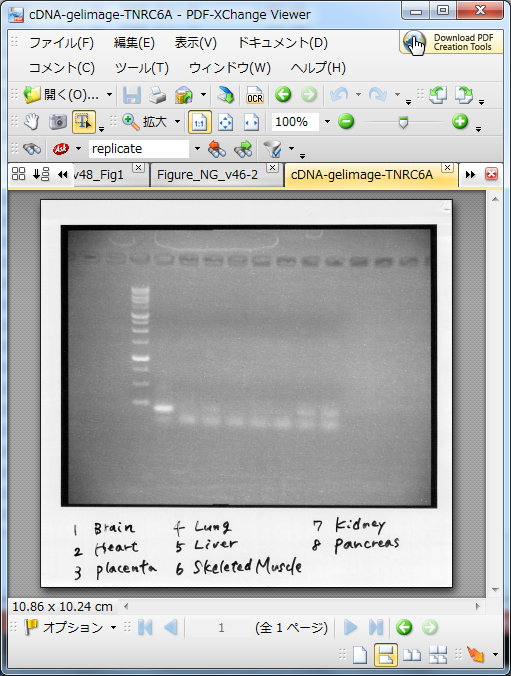 cDNA-gelimage-TNRC6A - PDF-XChange Viewer
ファイル(F) 編集(E) 表示(V) ドキュメント(D)
Download PDF
Creation Tools
コメント(C) ツール(T) ウィンドウ(W) ヘルプ(H)
開く(O)... OCR
拡大 1:1 100%
Ask replicate
v48_Fig1 Figure_NG_v46-2 cDNA-gelimage-TNRC6A
1 Brain 4 Lung 7 Kidney
2 Heart 5 Liver 8 Pancreas
3 placenta 6 Skeleted Muscle
10.86 x 10.24 cm
オプション 1 (全 1 ページ)